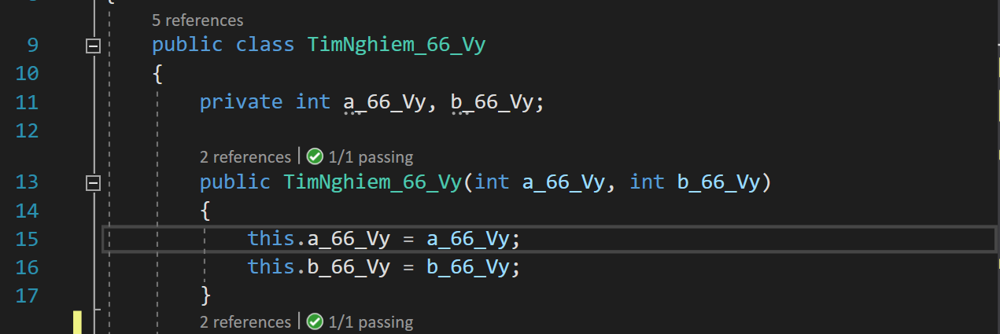 5 references
9 public class TimNghiem_66_Vy
10 {
11 private int a_66_Vy, b_66_Vy;
12
2 references | 1/1 passing
13 public TimNghiem_66_Vy(int a_66_Vy, int b_66_Vy)
14 {
15 this.a_66_Vy = a_66_Vy;
16 this.b_66_Vy = b_66_Vy;
17 }
2 references | 1/1 passing